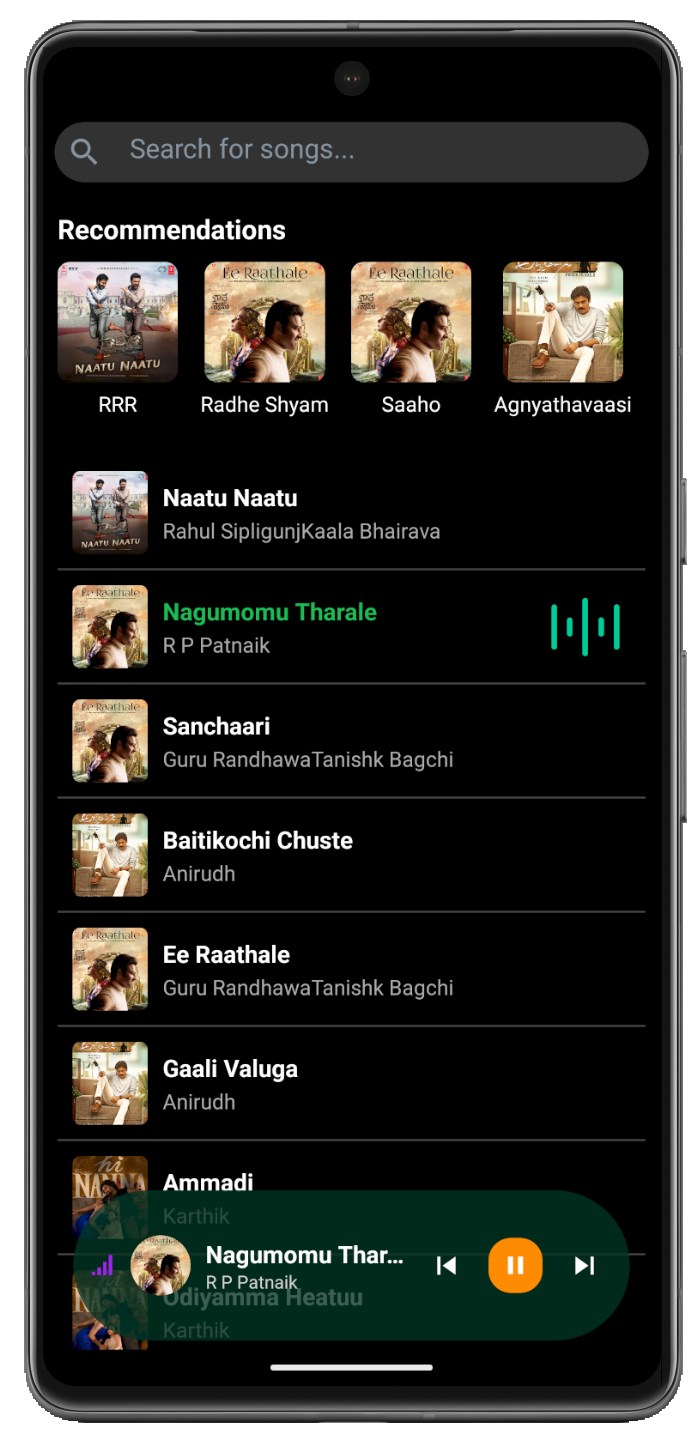 Search for songs...
Recommendations
NAATU NAATU
Ee Raathale
Ee Raathale
RRR
Radhe Shyam
Saaho
Agnyathavaasi
NAATU NAATU
Naatu Naatu
Rahul SipligunjKaala Bhairava
Ee Raathale
Nagumomu Tharale
R P Patnaik
Ee Raathale
Sanchaari
Guru RandhawaTanishk Bagchi
Baitikochi Chuste
Anirudh
Ee Raathale
Ee Raathale
Guru RandhawaTanishk Bagchi
Gaali Valuga
Anirudh
hi
NANNA
Ammadi
Karthik
Nagumomu Thar...
R P Patnaik
Odiyamma Heatuu
Karthik